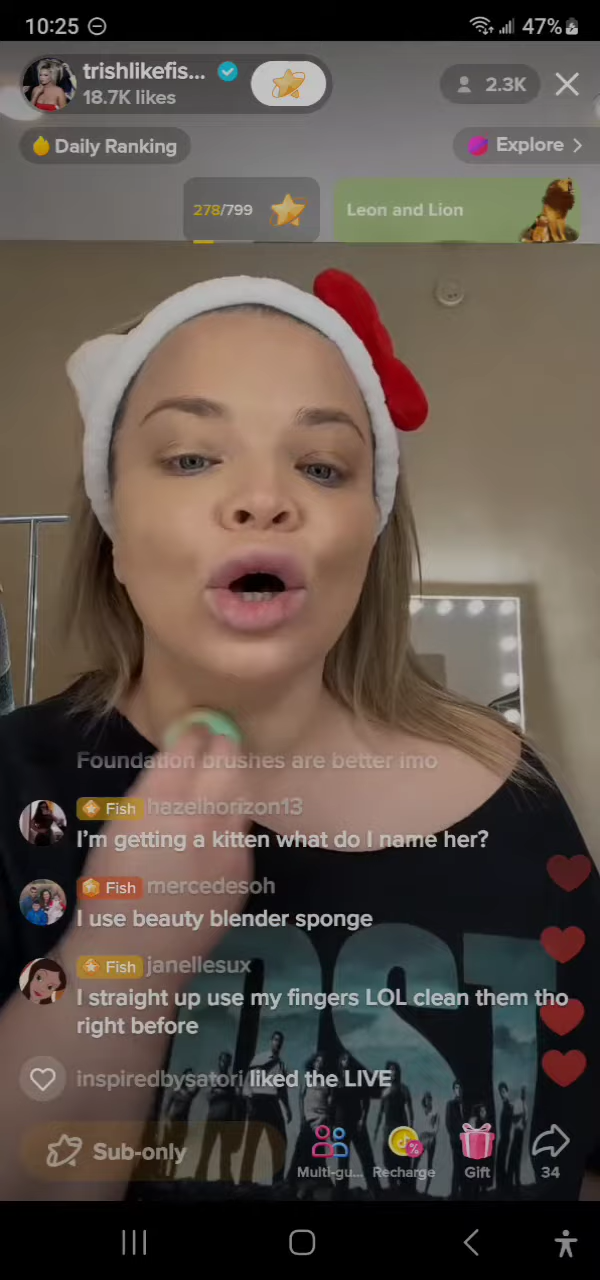 10:25
47%
trishlikefis...
18.7K likes
2.3K
Daily Ranking
Explore
278/799
Leon and Lion
Foundation brushes are better imo
Fish hazelhorizon13
I'm getting a kitten what do I name her?
Fish mercedesoh
I use beauty blender sponge
Fish janellesux
I straight up use my fingers LOL clean them tho
right before
inspiredbysatori liked the LIVE
Sub-only
Multi-gu...
Recharge
Gift
34
OST